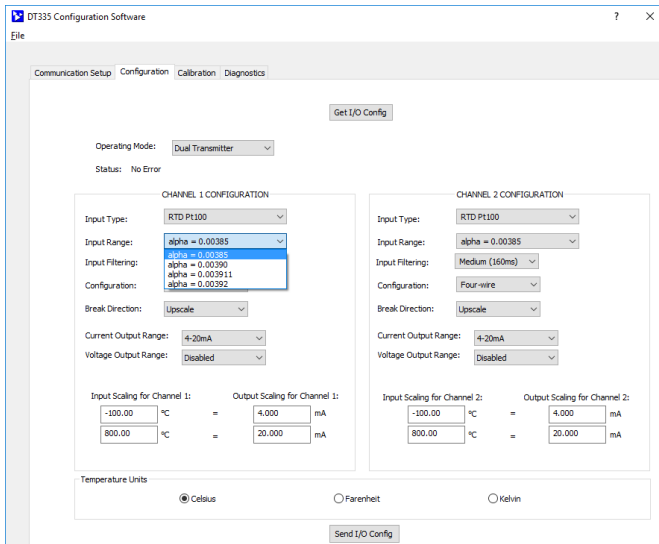 DT335 Configuration Software ? X
File
Communication Setup Configuration Calibration Diagnostics
Get I/O Config
Operating Mode: Dual Transmitter
Status: No Error
CHANNEL 1 CONFIGURATION
Input Type: RTD Pt100
Input Range: alpha = 0.00385
alpha = 0.00385
alpha = 0.00390
alpha = 0.003911
alpha = 0.00392
Input Filtering:
Configuration:
Break Direction: Upscale
Current Output Range: 4-20mA
Voltage Output Range: Disabled
Input Scaling for Channel 1: Output Scaling for Channel 1:
-100.00 °C = 4.000 mA
800.00 °C = 20.000 mA
CHANNEL 2 CONFIGURATION
Input Type: RTD Pt100
Input Range: alpha = 0.00385
Input Filtering: Medium (160ms)
Configuration: Four-wire
Break Direction: Upscale
Current Output Range: 4-20mA
Voltage Output Range: Disabled
Input Scaling for Channel 2: Output Scaling for Channel 2:
-100.00 °C = 4.000 mA
800.00 °C = 20.000 mA
Temperature Units
Celsius Farenheit Kelvin
Send I/O Config